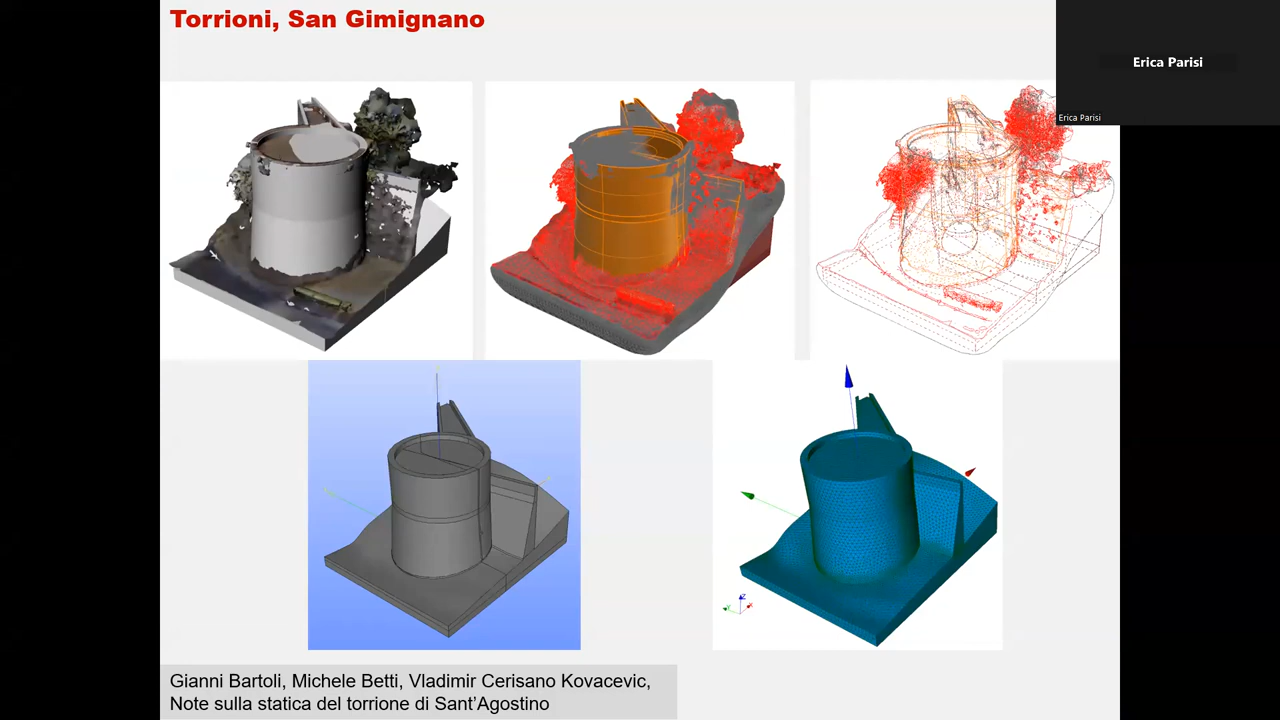 Torrioni, San Gimignano
Erica Parisi
Erica Parisi
Z
Y
X
Gianni Bartoli, Michele Betti, Vladimir Cerisano Kovacevic,
Note sulla statica del torrione di Sant'Agostino